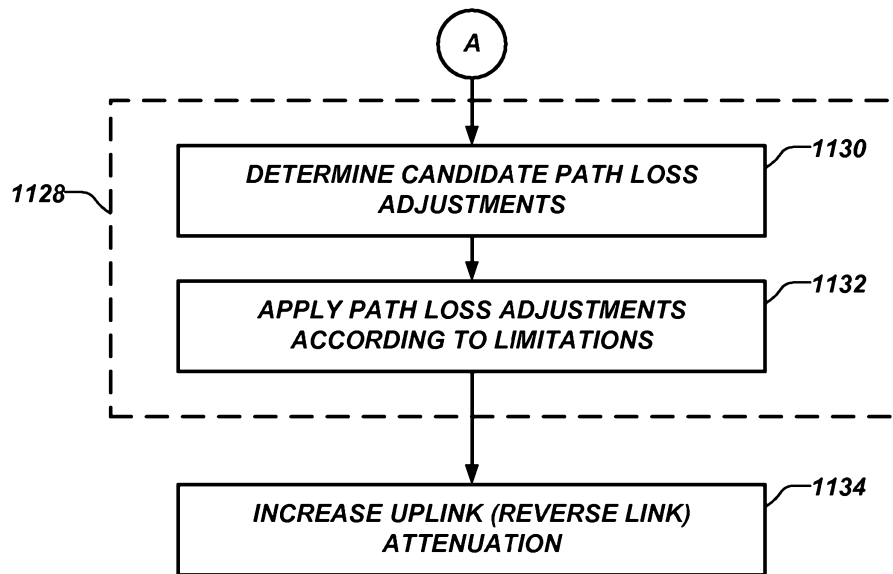 A
1130
DETERMINE CANDIDATE PATH LOSS
ADJUSTMENTS
1128
1132
APPLY PATH LOSS ADJUSTMENTS
ACCORDING TO LIMITATIONS
1134
INCREASE UPLINK (REVERSE LINK)
ATTENUATION